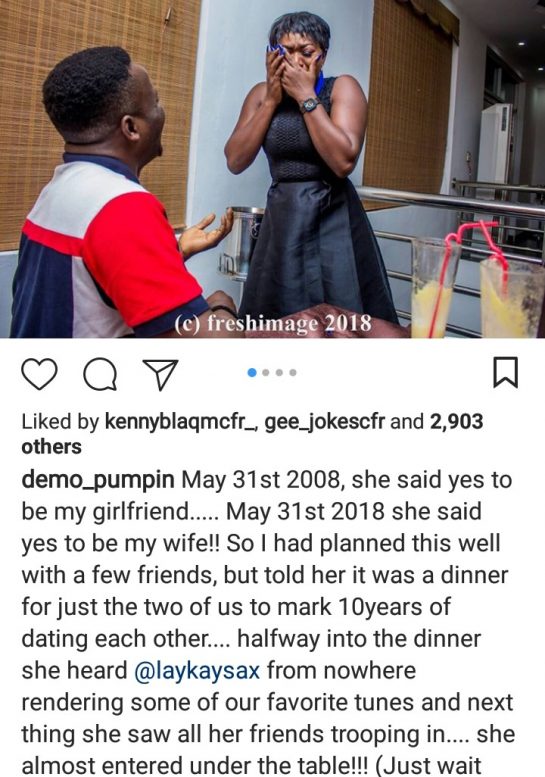 (c) freshimage 2018
Liked by kennyblaqmcfr_, gee_jokescfr and 2,903
others
demo_pumpin May 31st 2008, she said yes to
be my girlfriend..... May 31st 2018 she said
yes to be my wife!! So I had planned this well
with a few friends, but told her it was a dinner
for just the two of us to mark 10years of
dating each other.... halfway into the dinner
she heard @laykaysax from nowhere
rendering some of our favorite tunes and next
thing she saw all her friends trooping in.... she
almost entered under the table!!! (Just wait